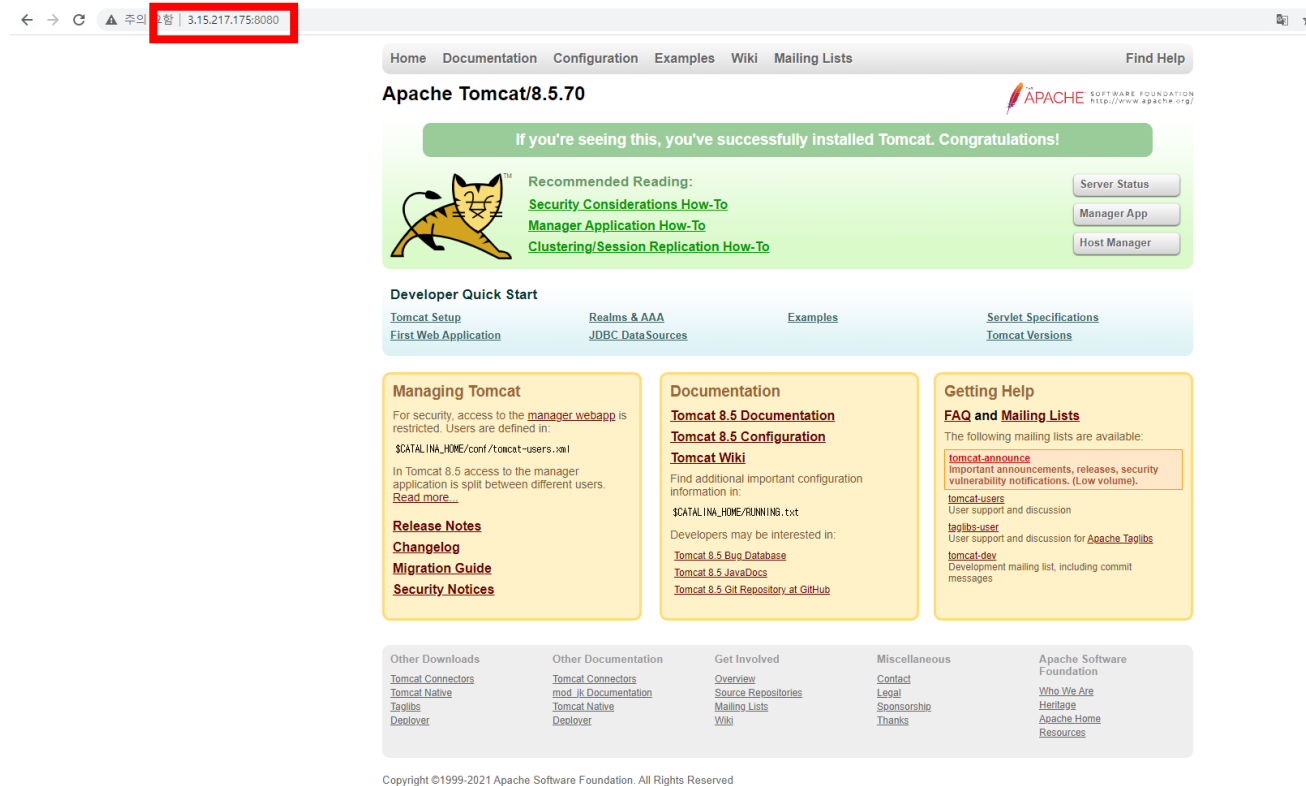 주의 요함 | 3.15.217.175:8080
Home Documentation Configuration Examples Wiki Mailing Lists Find Help
Apache Tomcat/8.5.70
THE
APACHE SOFTWARE FOUNDATION
http://www.apache.org/
If you're seeing this, you've successfully installed Tomcat. Congratulations!
TM
Recommended Reading:
Security Considerations How-To
Manager Application How-To
Clustering/Session Replication How-To
Server Status
Manager App
Host Manager
Developer Quick Start
Tomcat Setup
First Web Application
Realms & AAA
JDBC DataSources
Examples
Servlet Specifications
Tomcat Versions
Managing Tomcat
For security, access to the manager webapp is
restricted. Users are defined in:
$CATALINA_HOME/conf/tomcat-users.xml
In Tomcat 8.5 access to the manager
application is split between different users.
Read more...
Release Notes
Changelog
Migration Guide
Security Notices
Documentation
Tomcat 8.5 Documentation
Tomcat 8.5 Configuration
Tomcat Wiki
Find additional important configuration
information in:
$CATALINA_HOME/RUNNING.txt
Developers may be interested in:
Tomcat 8.5 Bug Database
Tomcat 8.5 JavaDocs
Tomcat 8.5 Git Repository at GitHub
Getting Help
FAQ and Mailing Lists
The following mailing lists are available:
tomcat-announce
Important announcements, releases, security
vulnerability notifications. (Low volume).
tomcat-users
User support and discussion
taglibs-user
User support and discussion for Apache Taglibs
tomcat-dev
Development mailing list, including commit
messages
Other Downloads
Tomcat Connectors
Tomcat Native
Taglibs
Deployer
Other Documentation
Tomcat Connectors
mod_jk Documentation
Tomcat Native
Deployer
Get Involved
Overview
Source Repositories
Mailing Lists
Wiki
Miscellaneous
Contact
Legal
Sponsorship
Thanks
Apache Software
Foundation
Who We Are
Heritage
Apache Home
Resources
Copyright ©1999-2021 Apache Software Foundation. All Rights Reserved